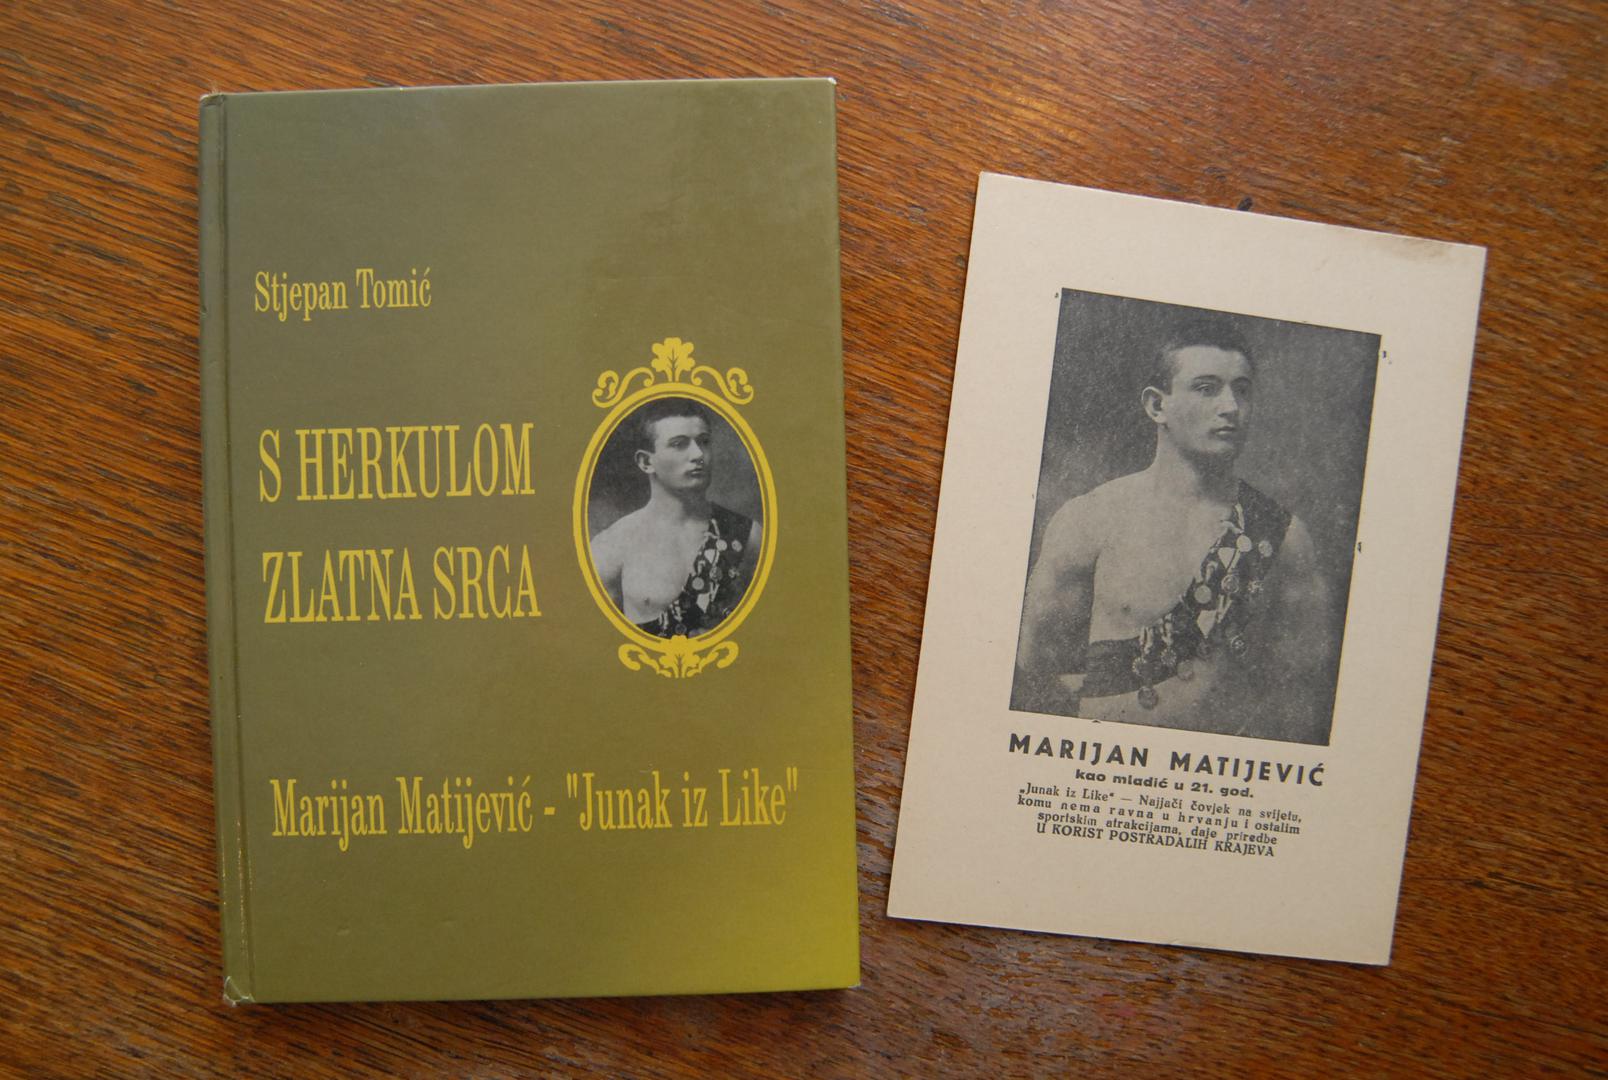 Stjepan Tomić
S HERKULOM
ZLATNA SRCA
Marijan Matijević - "Junak iz Like"
MARIJAN MATIJEVIĆ
kao mladić u 21. god.
„Junak iz Like“ — Najjači čovjek na svijetu,
komu nema ravna u hrvanju i ostalim
sportskim atrakcijama, daje priredbe
U KORIST POSTRADALIH KRAJEVA